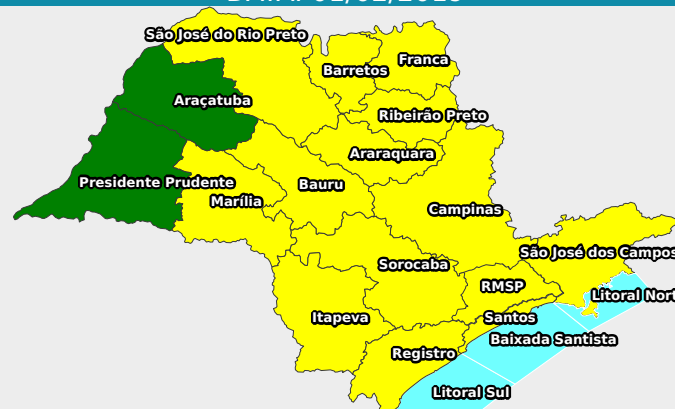 São José do Rio Preto
Franca
Barretos
Araçatuba
Ribeirão Preto
Araraquara
Presidente Prudente
Bauru
Marília
Campinas
São José dos Campos
Sorocaba
RMSP
Litoral Nort
Itapeva
Santos
Baixada Santista
Registro
Litoral Sul